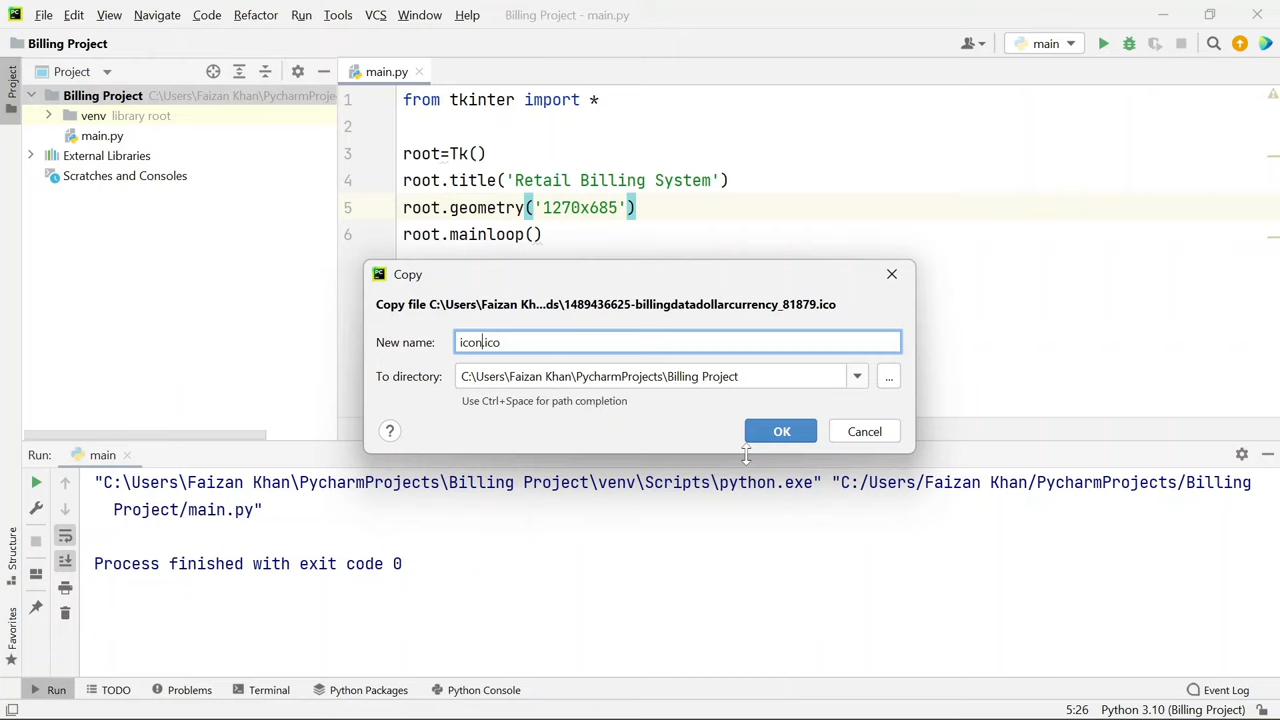 File Edit View Navigate Code Refactor Run Tools VCS Window Help Billing Project - main.py
Billing Project main
Project main.py
Billing Project C:\Users\Faizan Khan\PycharmProje
venv library root
main.py
External Libraries
Scratches and Consoles
1 from tkinter import *
2
3 root=Tk()
4 root.title('Retail Billing System')
5 root.geometry('1270x685')
6 root.mainloop()
Copy
Copy file C:\Users\Faizan Kh...ds\1489436625-billingdatadollarcurrency_81879.ico
New name: icon.ico
To directory: C:\Users\Faizan Khan\PycharmProjects\Billing Project ...
Use Ctrl+Space for path completion
? OK Cancel
Run: main
"C:\Users\Faizan Khan\PycharmProjects\Billing Project\venv\Scripts\python.exe" "C:/Users/Faizan Khan/PycharmProjects/Billing
Project/main.py"
Process finished with exit code 0
Project
Structure
Favorites
Run TODO Problems Terminal Python Packages Python Console Event Log
5:26 Python 3.10 (Billing Project)